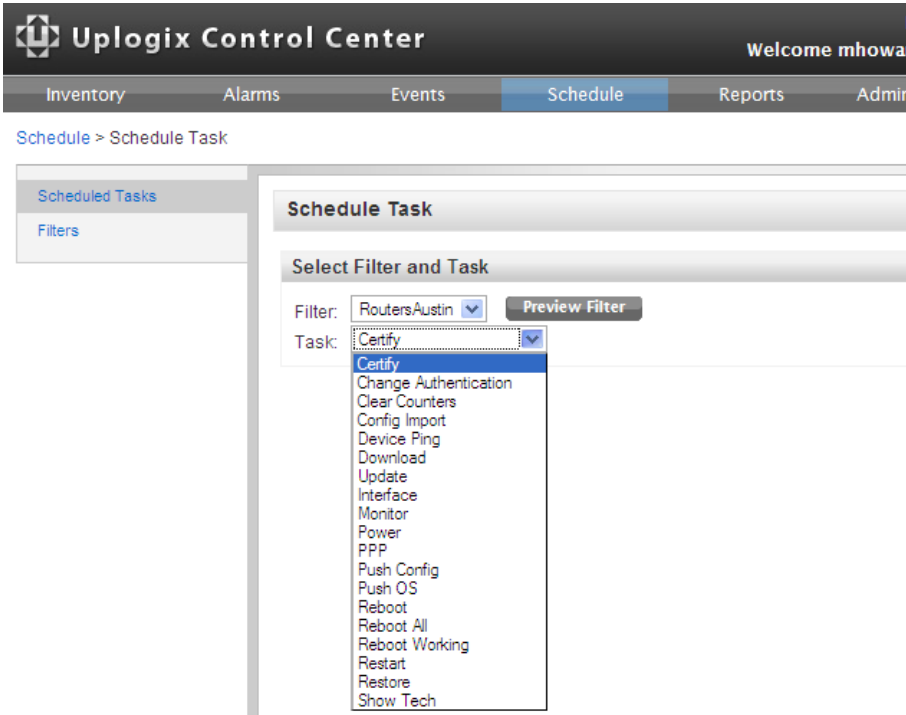 Uplogix Control Center
Welcome mhowa
Inventory Alarms Events Schedule Reports Admin
Schedule > Schedule Task
Scheduled Tasks
Filters
Schedule Task
Select Filter and Task
Filter: RoutersAustin Preview Filter
Task: Certify
Certify
Change Authentication
Clear Counters
Config Import
Device Ping
Download
Update
Interface
Monitor
Power
PPP
Push Config
Push OS
Reboot
Reboot All
Reboot Working
Restart
Restore
Show Tech